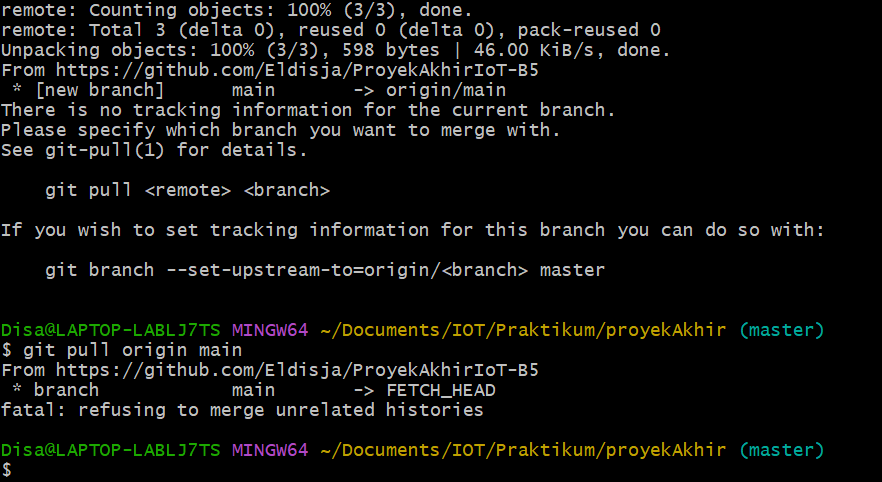 remote: Counting objects: 100% (3/3), done.
remote: Total 3 (delta 0), reused 0 (delta 0), pack-reused 0
Unpacking objects: 100% (3/3), 598 bytes | 46.00 KiB/s, done.
From https://github.com/Eldisja/ProyekAkhirIoT-B5
 * [new branch]      main       -> origin/main
There is no tracking information for the current branch.
Please specify which branch you want to merge with.
See git-pull(1) for details.

    git pull <remote> <branch>

If you wish to set tracking information for this branch you can do so with:

    git branch --set-upstream-to=origin/<branch> master

Disa@LAPTOP-LABLJ7TS MINGW64 ~/Documents/IOT/Praktikum/proyekAkhir (master)
$ git pull origin main
From https://github.com/Eldisja/ProyekAkhirIoT-B5
 * branch            main       -> FETCH_HEAD
fatal: refusing to merge unrelated histories

Disa@LAPTOP-LABLJ7TS MINGW64 ~/Documents/IOT/Praktikum/proyekAkhir (master)
$